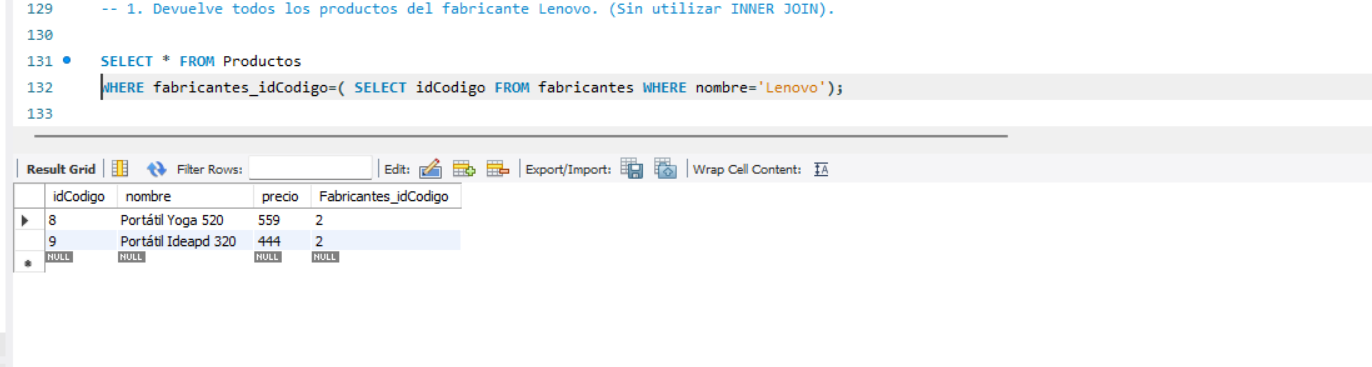 129 -- 1. Devuelve todos los productos del fabricante Lenovo. (Sin utilizar INNER JOIN).
130
131 SELECT * FROM Productos
132 WHERE fabricantes_idCodigo=( SELECT idCodigo FROM fabricantes WHERE nombre='Lenovo');
133
Result Grid Filter Rows: Edit: Export/Import: Wrap Cell Content: IA
idCodigo nombre precio Fabricantes_idCodigo
8 Portátil Yoga 520 559 2
9 Portátil Ideapd 320 444 2
NULL NULL NULL NULL